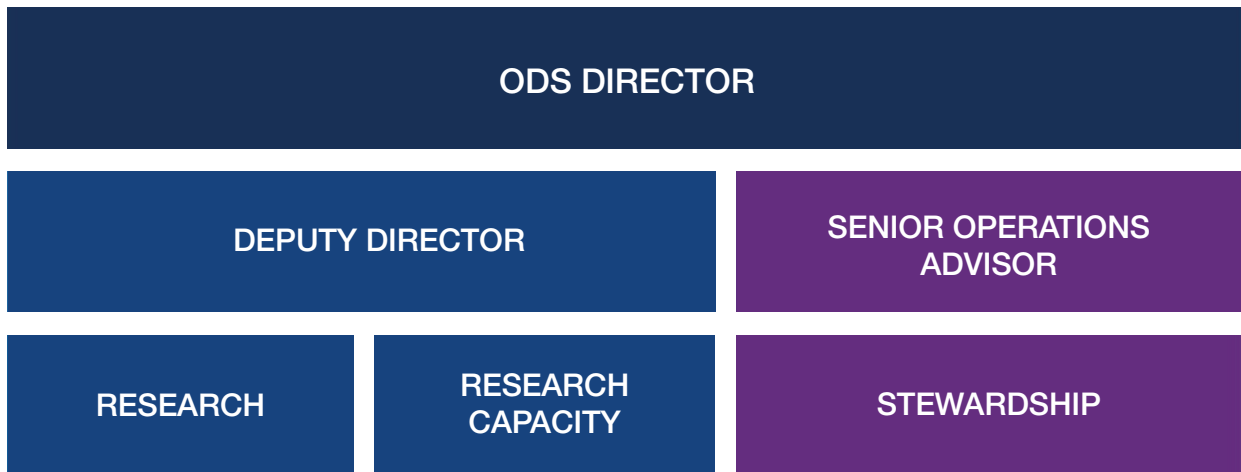 ODS DIRECTOR
DEPUTY DIRECTOR
SENIOR OPERATIONS
ADVISOR
RESEARCH
RESEARCH
CAPACITY
STEWARDSHIP